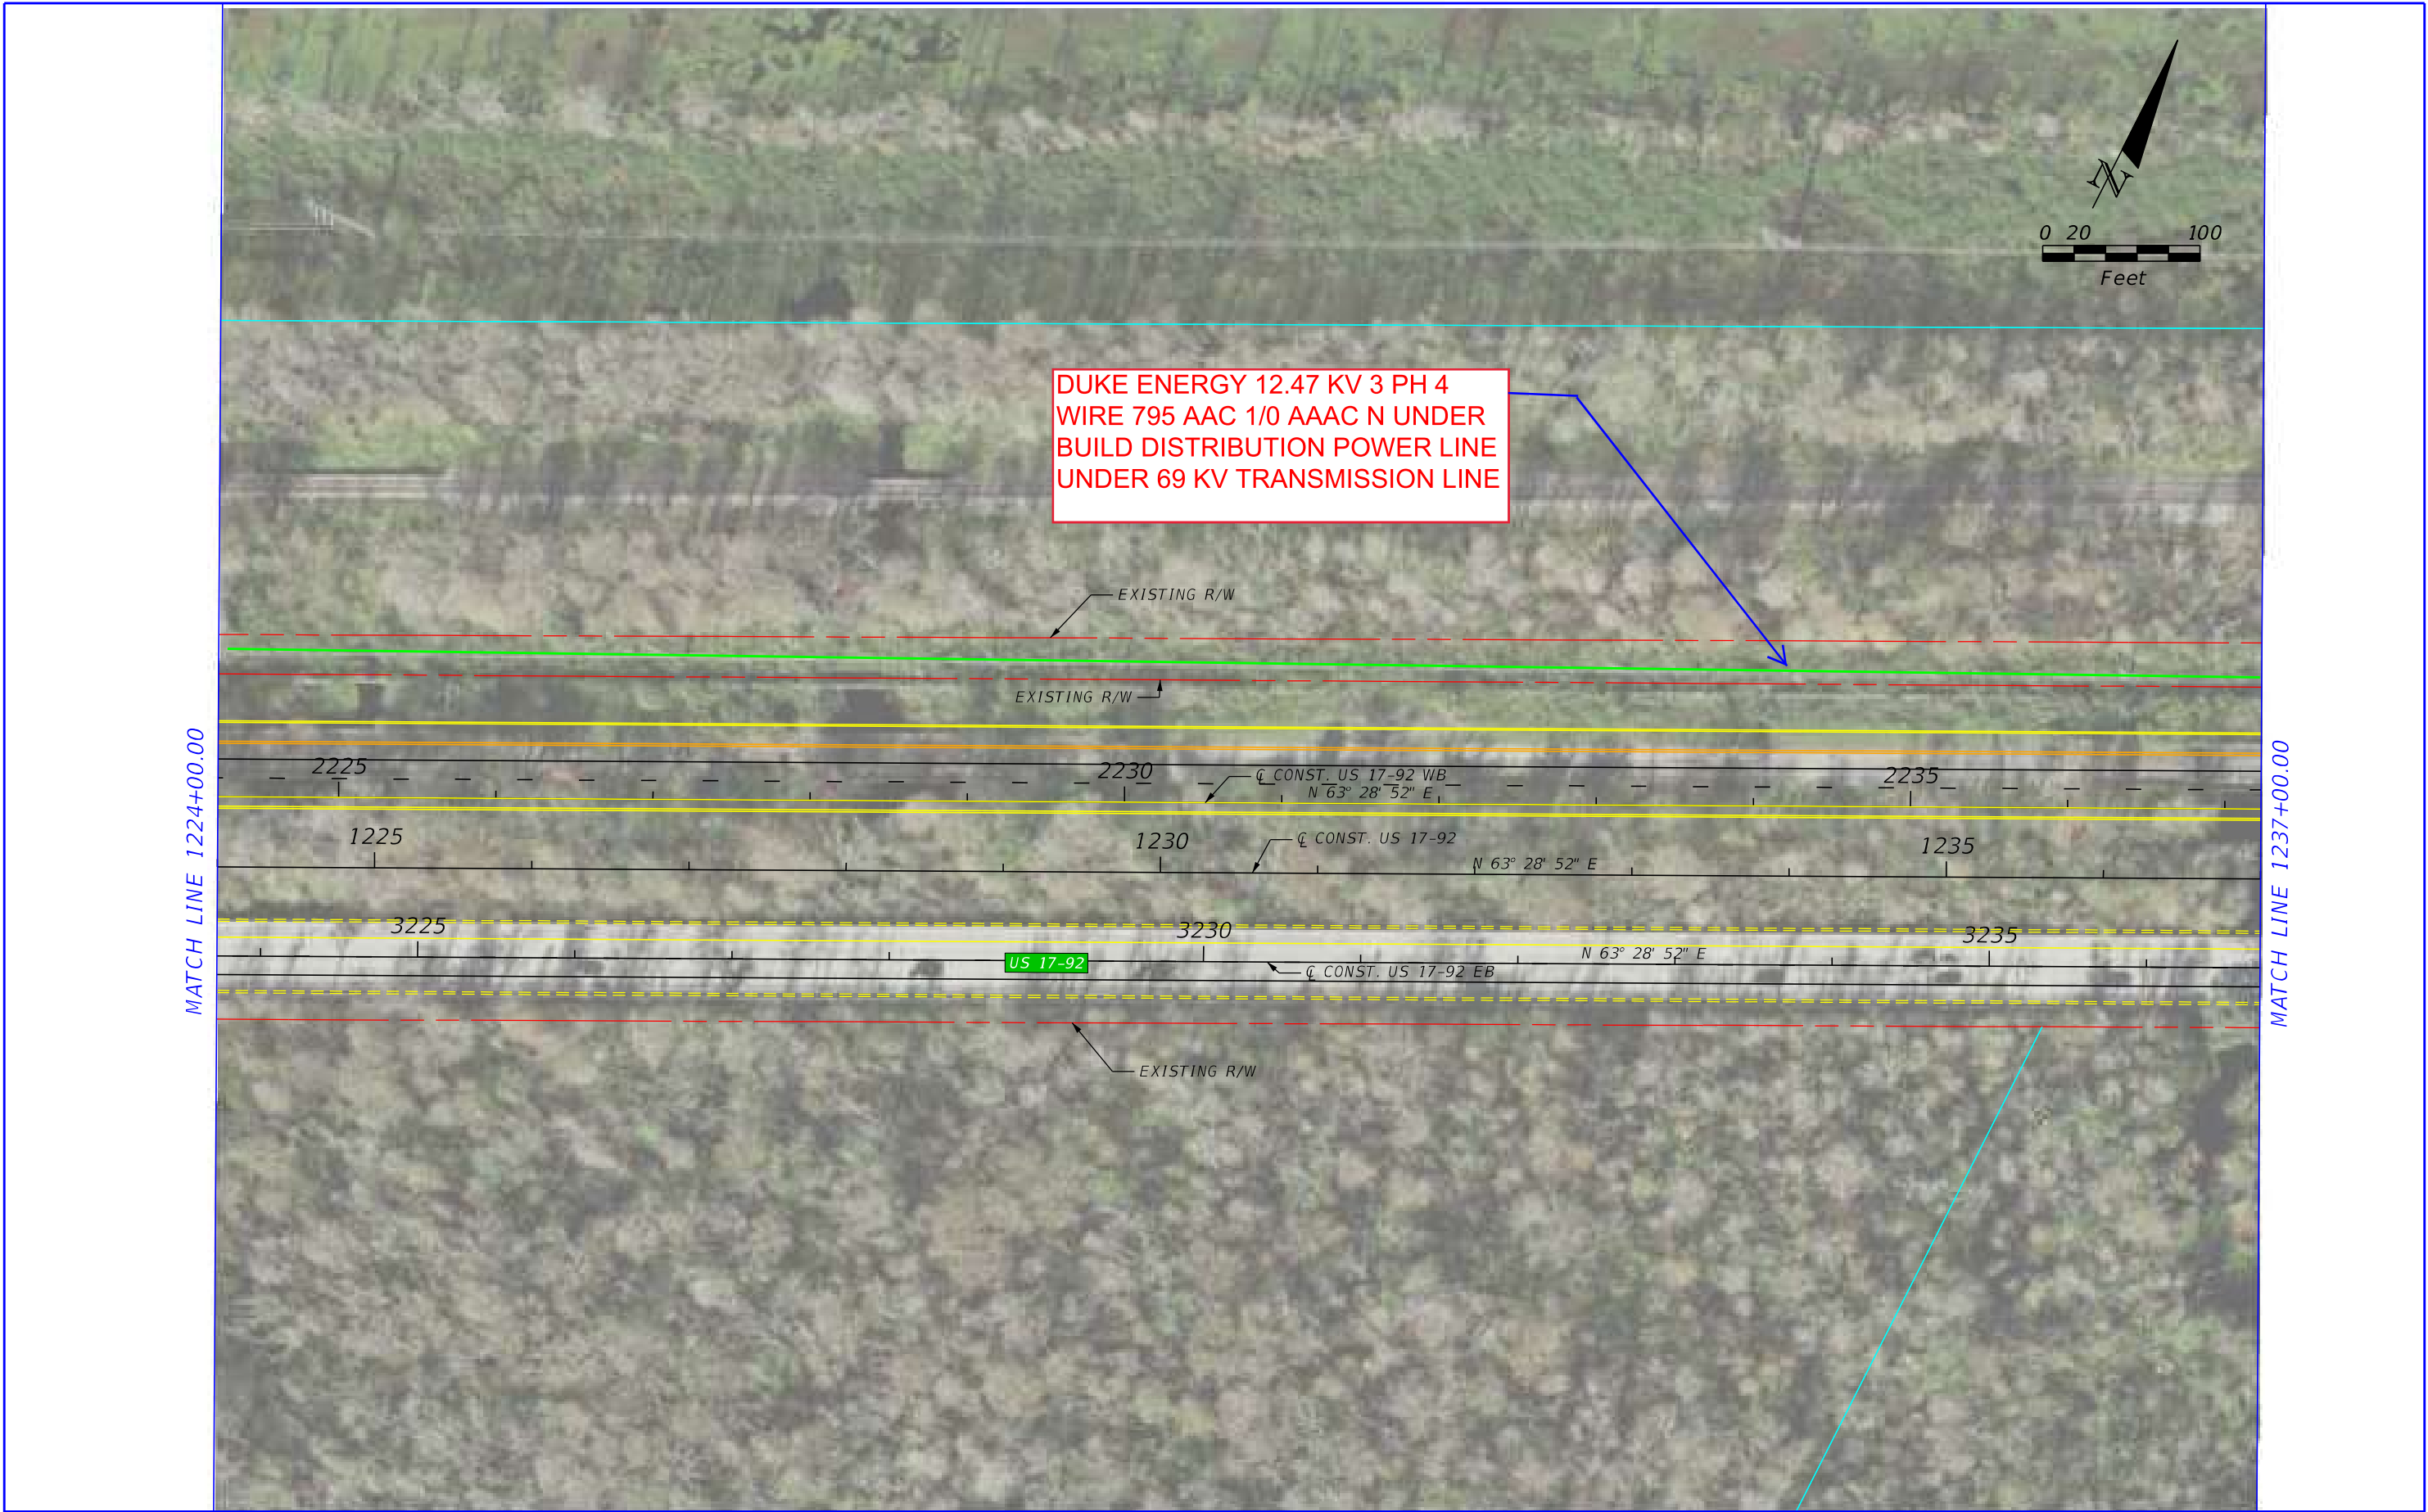 N
0 20 100
Feet
DUKE ENERGY 12.47 KV 3 PH 4
WIRE 795 AAC 1/0 AAAC N UNDER
BUILD DISTRIBUTION POWER LINE
UNDER 69 KV TRANSMISSION LINE
EXISTING R/W
EXISTING R/W
MATCH LINE 1224+00.00
MATCH LINE 1237+00.00
2225
2230
2235
℄ CONST. US 17-92 WB
N 63° 28' 52" E
1225
1230
1235
℄ CONST. US 17-92
N 63° 28' 52" E
3225
3230
3235
N 63° 28' 52" E
US 17-92
℄ CONST. US 17-92 EB
EXISTING R/W